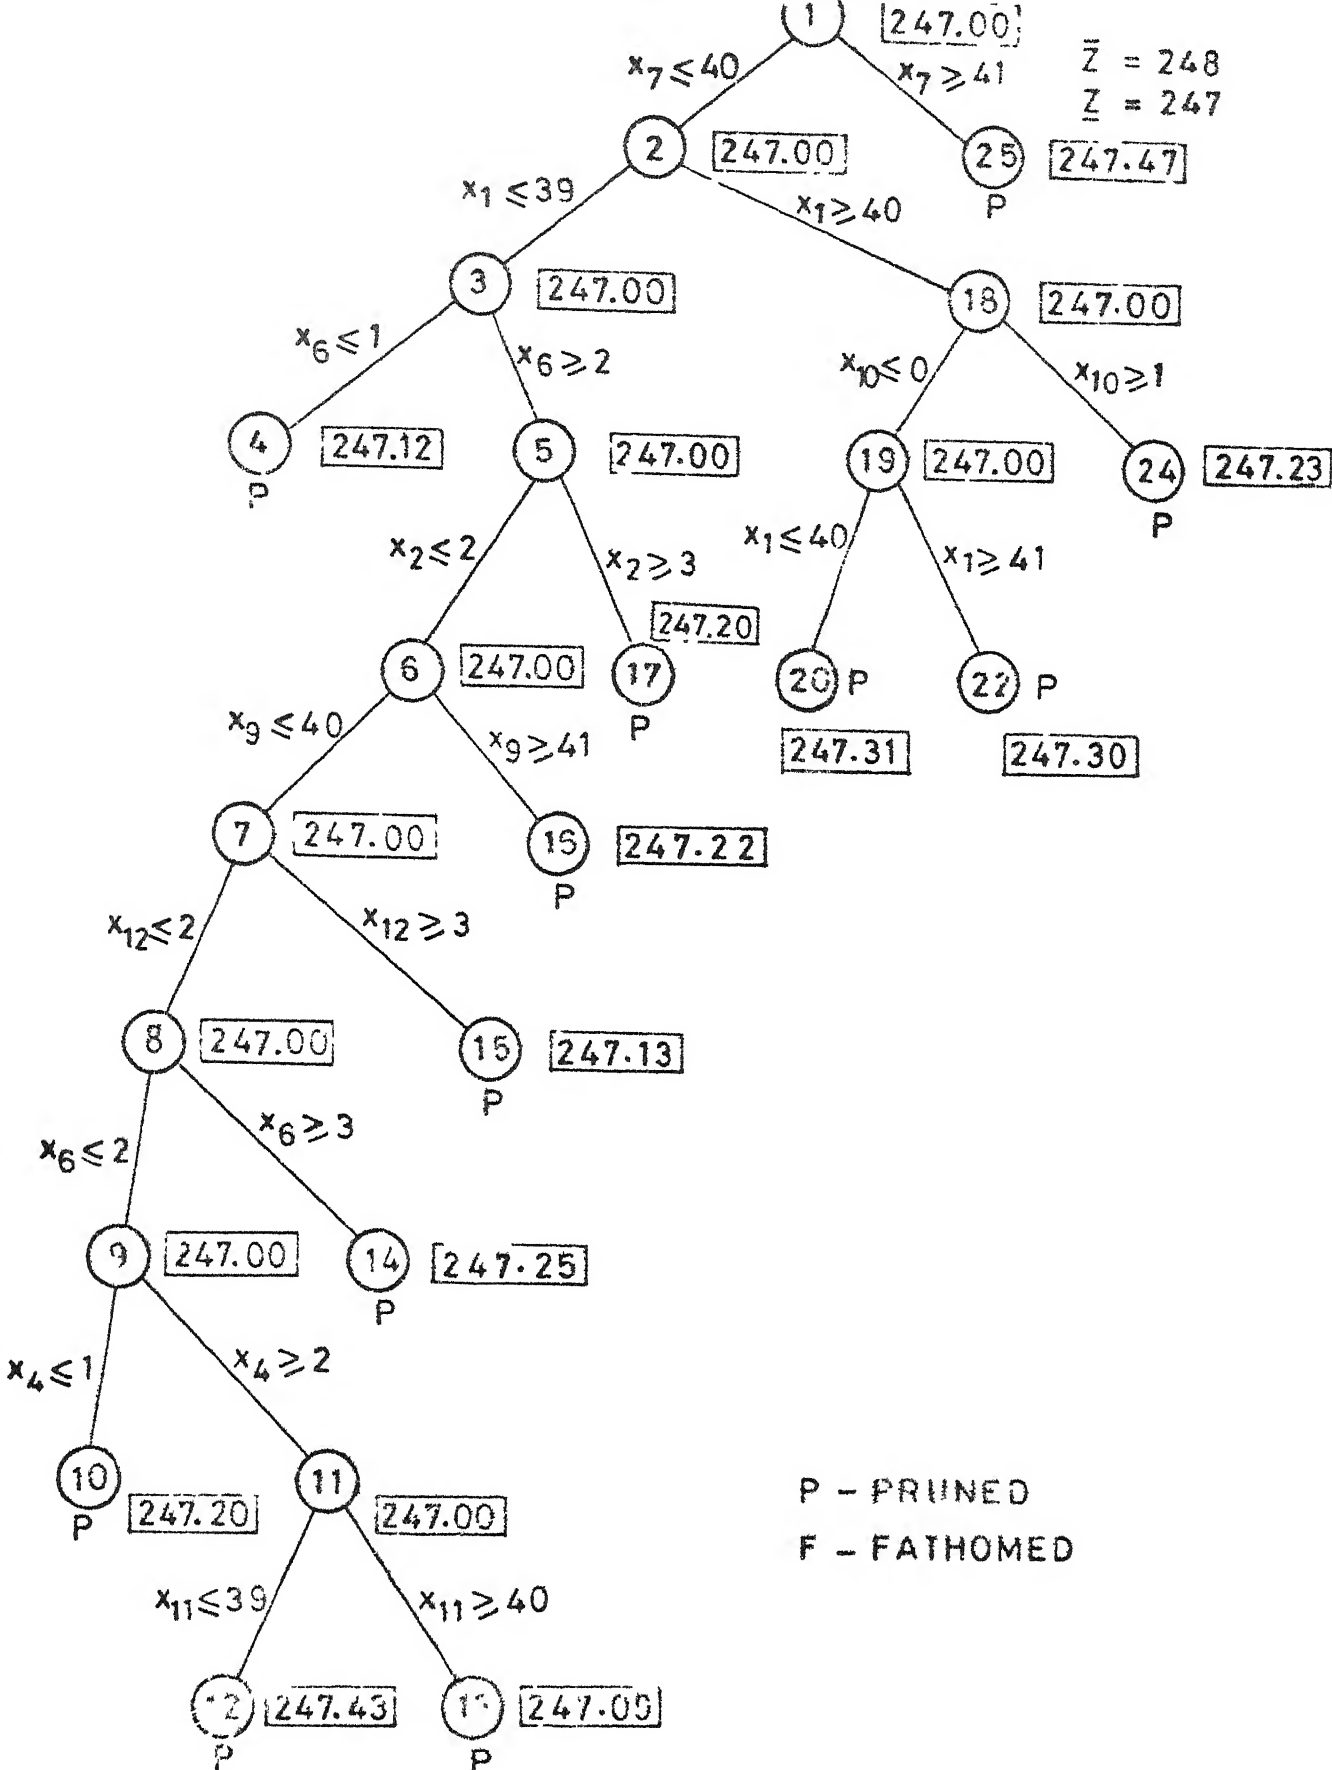 1 247.00
Z̄ = 248
x₇ ≤ 40 x₇ ≥ 41
Z̲ = 247
2 247.00 25 247.47
P
x₁ ≤ 39 x₁ ≥ 40
3 247.00 18 247.00
x₆ ≤ 1 x₆ ≥ 2 x₁₀ ≤ 0 x₁₀ ≥ 1
4 247.12 5 247.00 19 247.00 24 247.23
P P
x₂ ≤ 2 x₂ ≥ 3 x₁ ≤ 40 x₁ ≥ 41
247.20
6 247.00 17 20 P 22 P
P
x₉ ≤ 40 x₉ ≥ 41 247.31 247.30
7 247.00 16 247.22
P
x₁₂ ≤ 2 x₁₂ ≥ 3
8 247.00 15 247.13
P
x₆ ≤ 2 x₆ ≥ 3
9 247.00 14 247.25
P
x₄ ≤ 1 x₄ ≥ 2
10 11
P 247.20 247.00
P – PRUNED
F – FATHOMED
x₁₁ ≤ 39 x₁₁ ≥ 40
12 247.43 13 247.09
P P